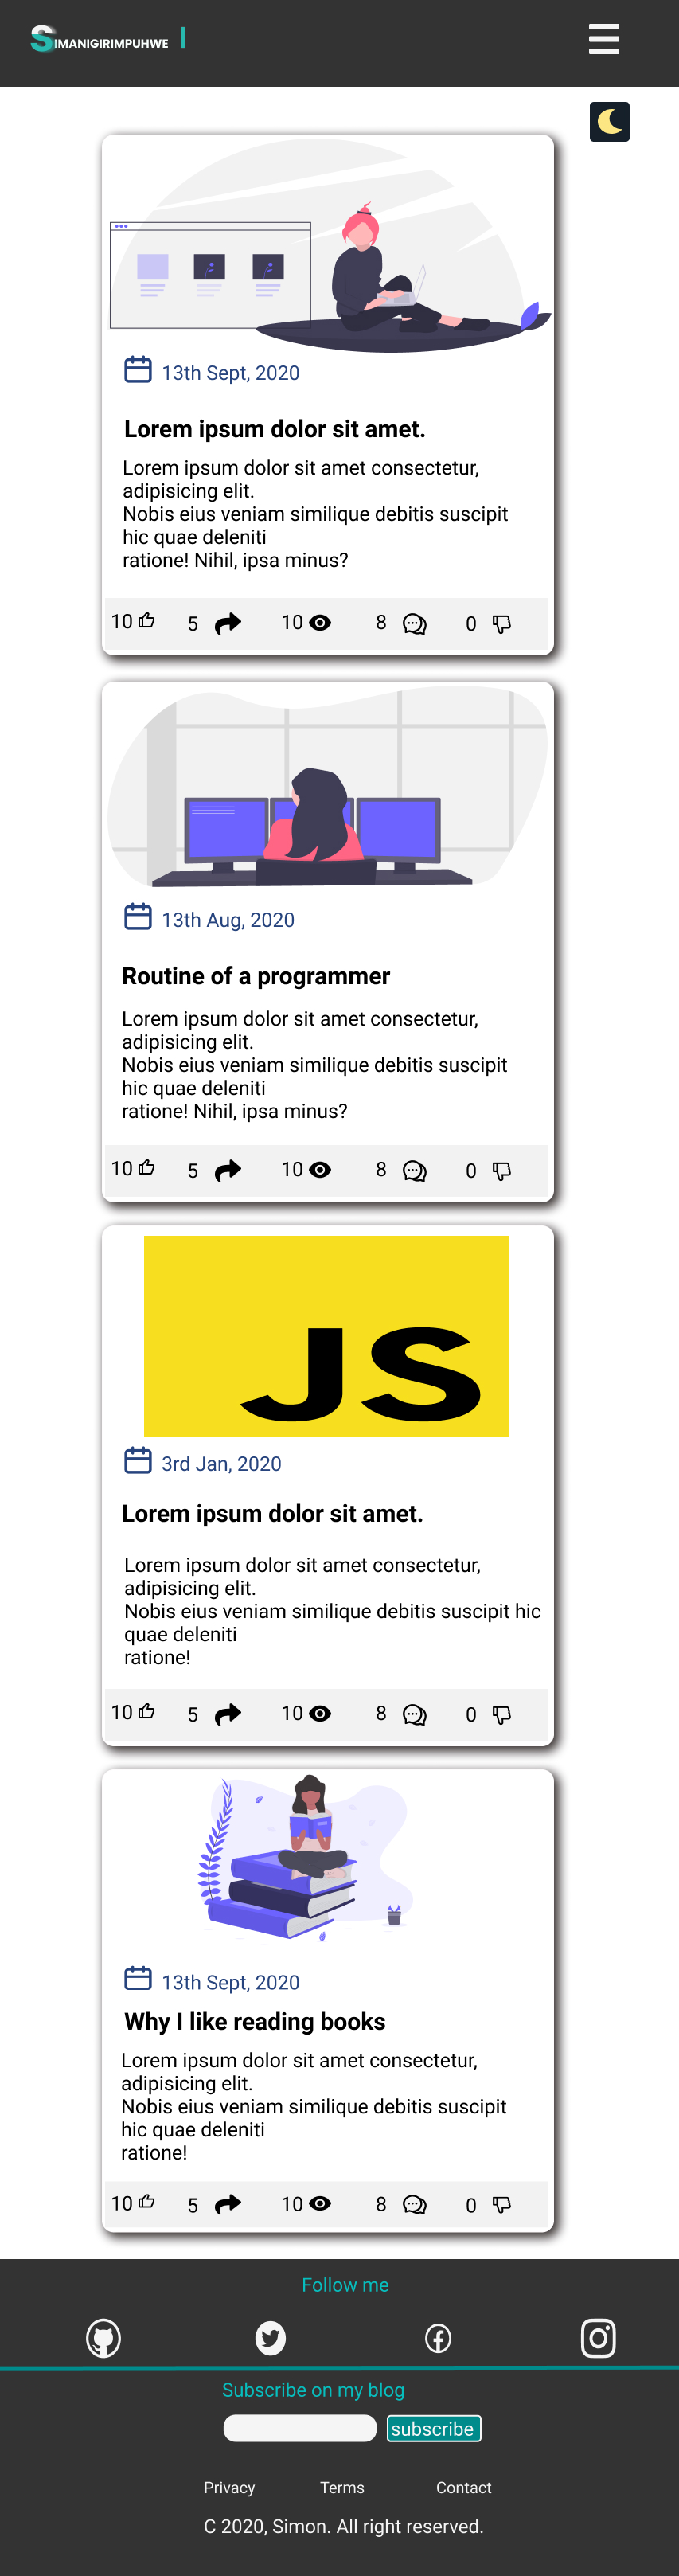 SIMANIGIRIMPUHWE
13th Sept, 2020
Lorem ipsum dolor sit amet.
Lorem ipsum dolor sit amet consectetur,
adipisicing elit.
Nobis eius veniam similique debitis suscipit
hic quae deleniti
ratione! Nihil, ipsa minus?
10 5 10 8 0
13th Aug, 2020
Routine of a programmer
Lorem ipsum dolor sit amet consectetur,
adipisicing elit.
Nobis eius veniam similique debitis suscipit
hic quae deleniti
ratione! Nihil, ipsa minus?
10 5 10 8 0
JS
3rd Jan, 2020
Lorem ipsum dolor sit amet.
Lorem ipsum dolor sit amet consectetur,
adipisicing elit.
Nobis eius veniam similique debitis suscipit hic
quae deleniti
ratione!
10 5 10 8 0
13th Sept, 2020
Why I like reading books
Lorem ipsum dolor sit amet consectetur,
adipisicing elit.
Nobis eius veniam similique debitis suscipit
hic quae deleniti
ratione!
10 5 10 8 0
Follow me
Subscribe on my blog
subscribe
Privacy Terms Contact
C 2020, Simon. All right reserved.